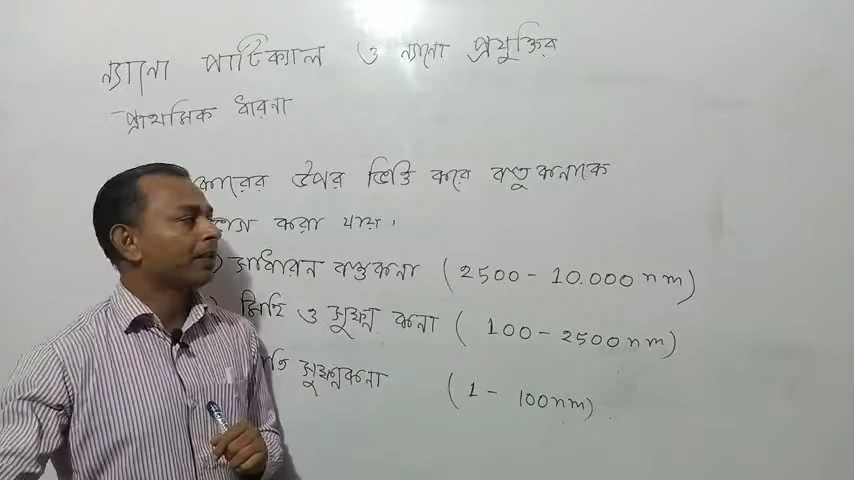 ন্যানো পার্টিক্যাল ও ন্যানো প্রযুক্তির
প্রাথমিক ধারনা
উপর ভিত্তি করে বস্তু কনাকে
করা যায়।
সাধারন বস্তুকনা (2500 - 10.000 nm)
মিহি ও সুক্ষ্ম কনা (100 - 2500 nm)
সুক্ষ্মকনা (1 - 100nm)